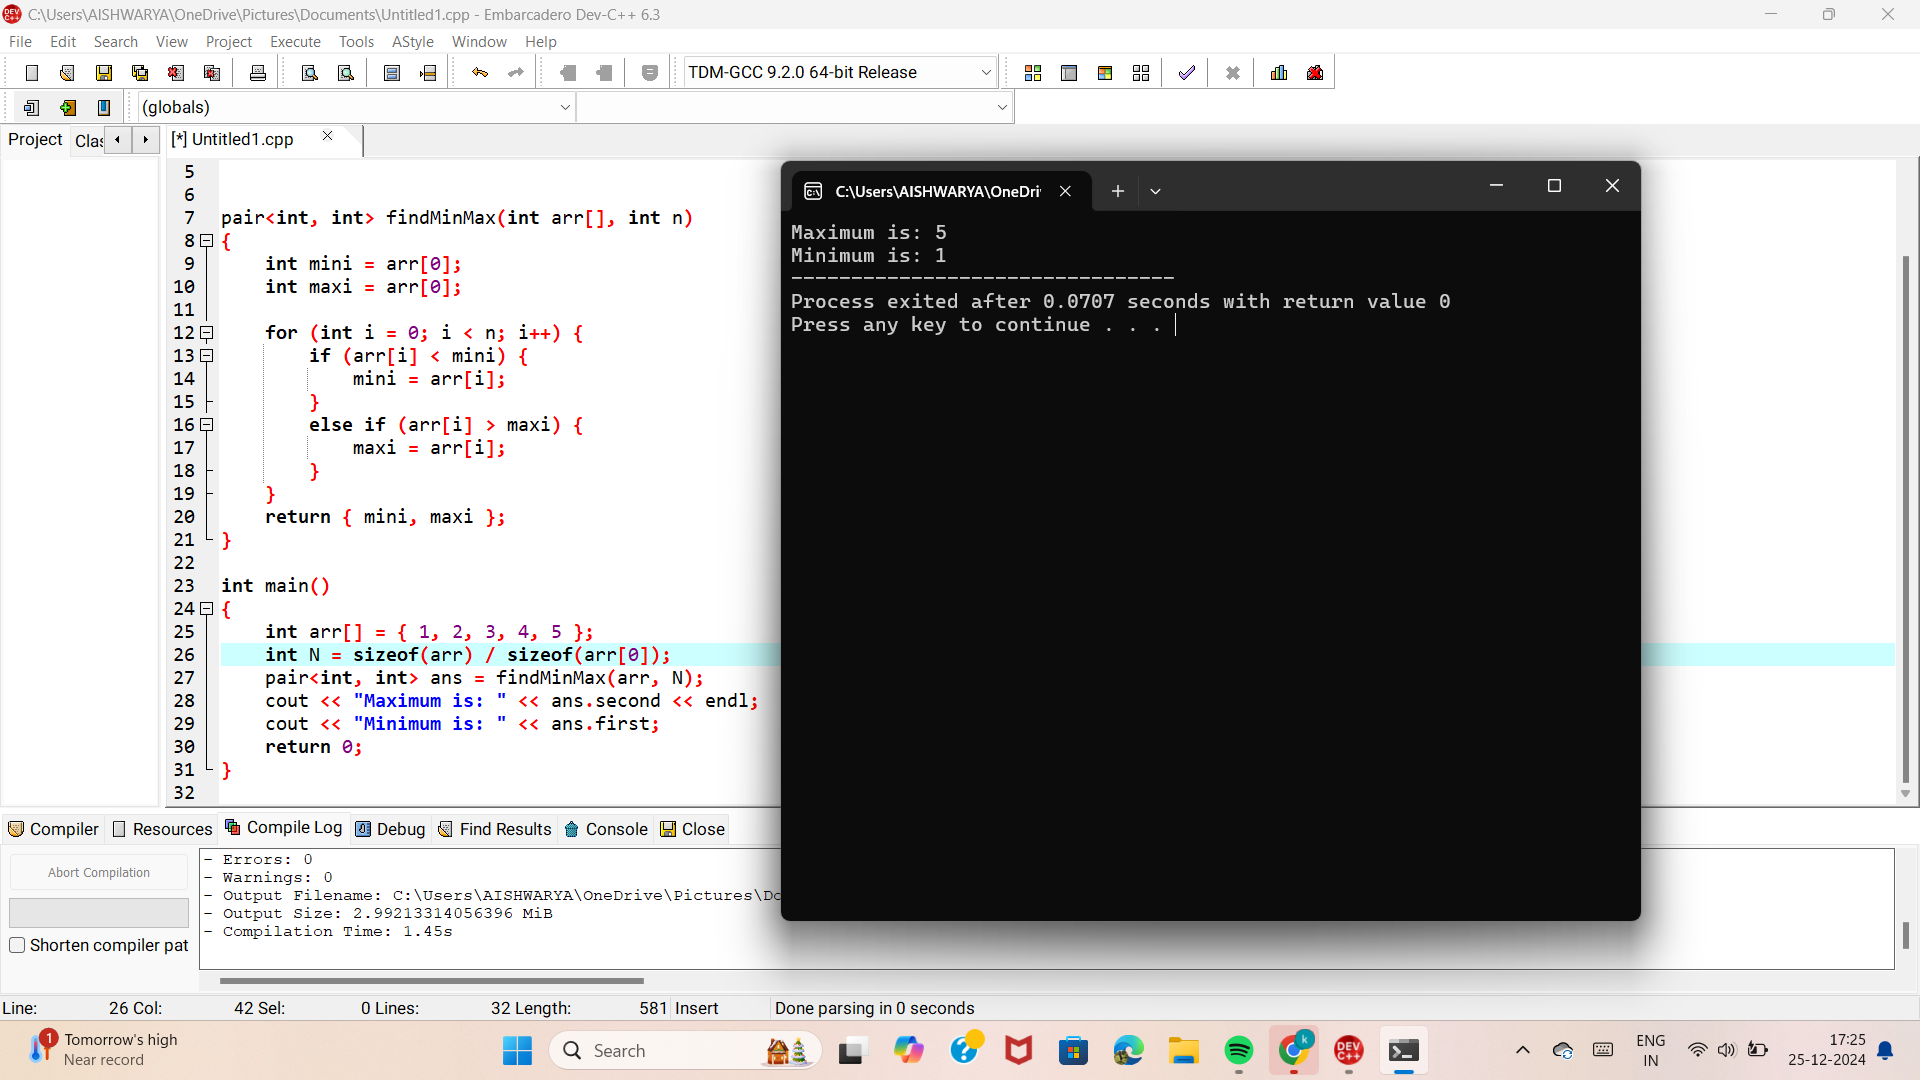 C:\Users\AISHWARYA\OneDrive\Pictures\Documents\Untitled1.cpp - Embarcadero Dev-C++ 6.3
File Edit Search View Project Execute Tools AStyle Window Help
TDM-GCC 9.2.0 64-bit Release
(globals)
Project Clas [*] Untitled1.cpp
5
6
7 pair<int, int> findMinMax(int arr[], int n)
8 {
9 int mini = arr[0];
10 int maxi = arr[0];
11
12 for (int i = 0; i < n; i++) {
13 if (arr[i] < mini) {
14 mini = arr[i];
15 }
16 else if (arr[i] > maxi) {
17 maxi = arr[i];
18 }
19 }
20 return { mini, maxi };
21 }
22
23 int main()
24 {
25 int arr[] = { 1, 2, 3, 4, 5 };
26 int N = sizeof(arr) / sizeof(arr[0]);
27 pair<int, int> ans = findMinMax(arr, N);
28 cout << "Maximum is: " << ans.second << endl;
29 cout << "Minimum is: " << ans.first;
30 return 0;
31 }
32
C:\Users\AISHWARYA\OneDri
Maximum is: 5
Minimum is: 1
--------------------------------
Process exited after 0.0707 seconds with return value 0
Press any key to continue . . .
Compiler Resources Compile Log Debug Find Results Console Close
Abort Compilation
Shorten compiler pat
- Errors: 0
- Warnings: 0
- Output Filename: C:\Users\AISHWARYA\OneDrive\Pictures\Do
- Output Size: 2.99213314056396 MiB
- Compilation Time: 1.45s
Line: 26 Col: 42 Sel: 0 Lines: 32 Length: 581 Insert Done parsing in 0 seconds
1
Tomorrow's high
Near record
Search
k
DEV C++
ENG
IN
17:25
25-12-2024